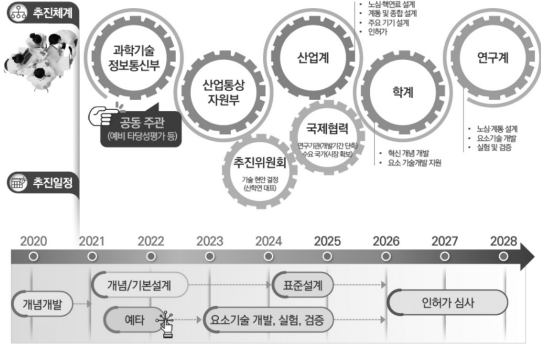 추진체계
과학기술
정보통신부
공동 주관
(예비 타당성평가 등)
산업통상
자원부
추진위원회
기술 현안 결정
(산학연 대표)
산업계
• 노심·핵연료 설계
• 계통 및 종합 설계
• 주요 기기 설계
• 인허가
국제협력
연구기관(개발기간 단축)
수요 국가(시장 확보)
학계
• 혁신 개념 개발
• 요소 기술개발 지원
연구계
• 노심 계통 설계
• 요소기술 개발
• 실험 및 검증
추진일정
2020 2021 2022 2023 2024 2025 2026 2027 2028
개념개발
개념/기본설계
표준설계
인허가 심사
예타
요소기술 개발, 실험, 검증